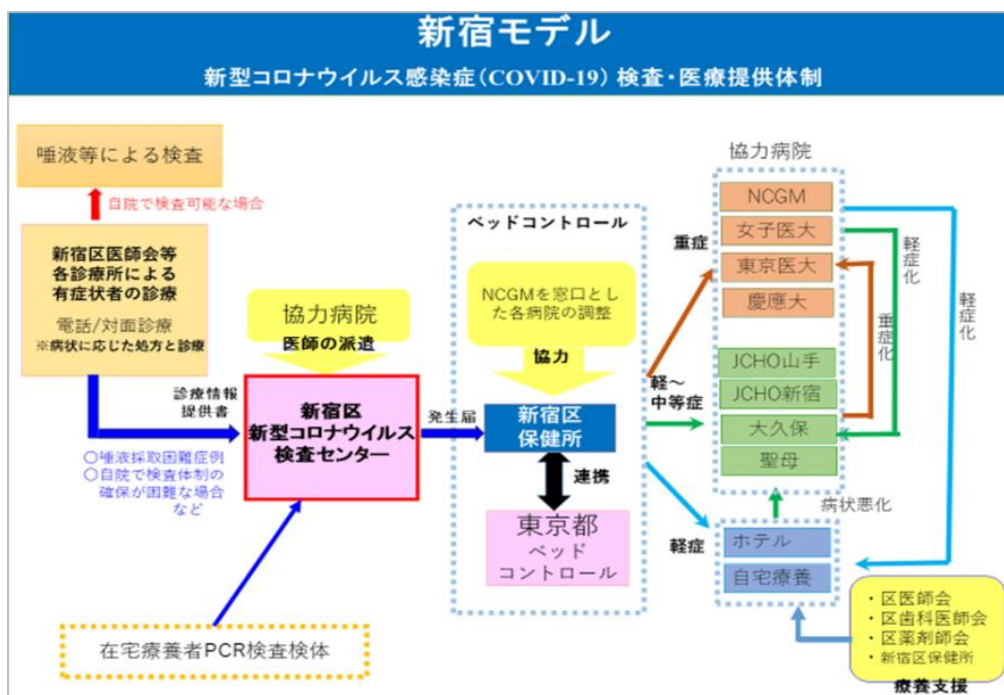 新宿モデル
新型コロナウイルス感染症（COVID-19）検査・医療提供体制
唾液等による検査
自院で検査可能な場合
新宿区医師会等
各診療所による
有症状者の診療
電話/対面診療
※病状に応じた処方と診療
診療情報
提供書
○唾液採取困難症例
○自院で検査体制の
確保が困難な場合
など
協力病院
医師の派遣
新宿区
新型コロナウイルス
検査センター
在宅療養者PCR検査検体
発生届
ベッドコントロール
NCGMを窓口とし
た各病院の調整
協力
新宿区
保健所
連携
東京都
ベッド
コントロール
重症
軽～
中等症
軽症
協力病院
NCGM
女子医大
東京医大
慶應大
JCHO山手
JCHO新宿
大久保
聖母
重症化
軽症化
軽症化
病状悪化
ホテル
自宅療養
・区医師会
・区歯科医師会
・区薬剤師会
・新宿区保健所
療養支援